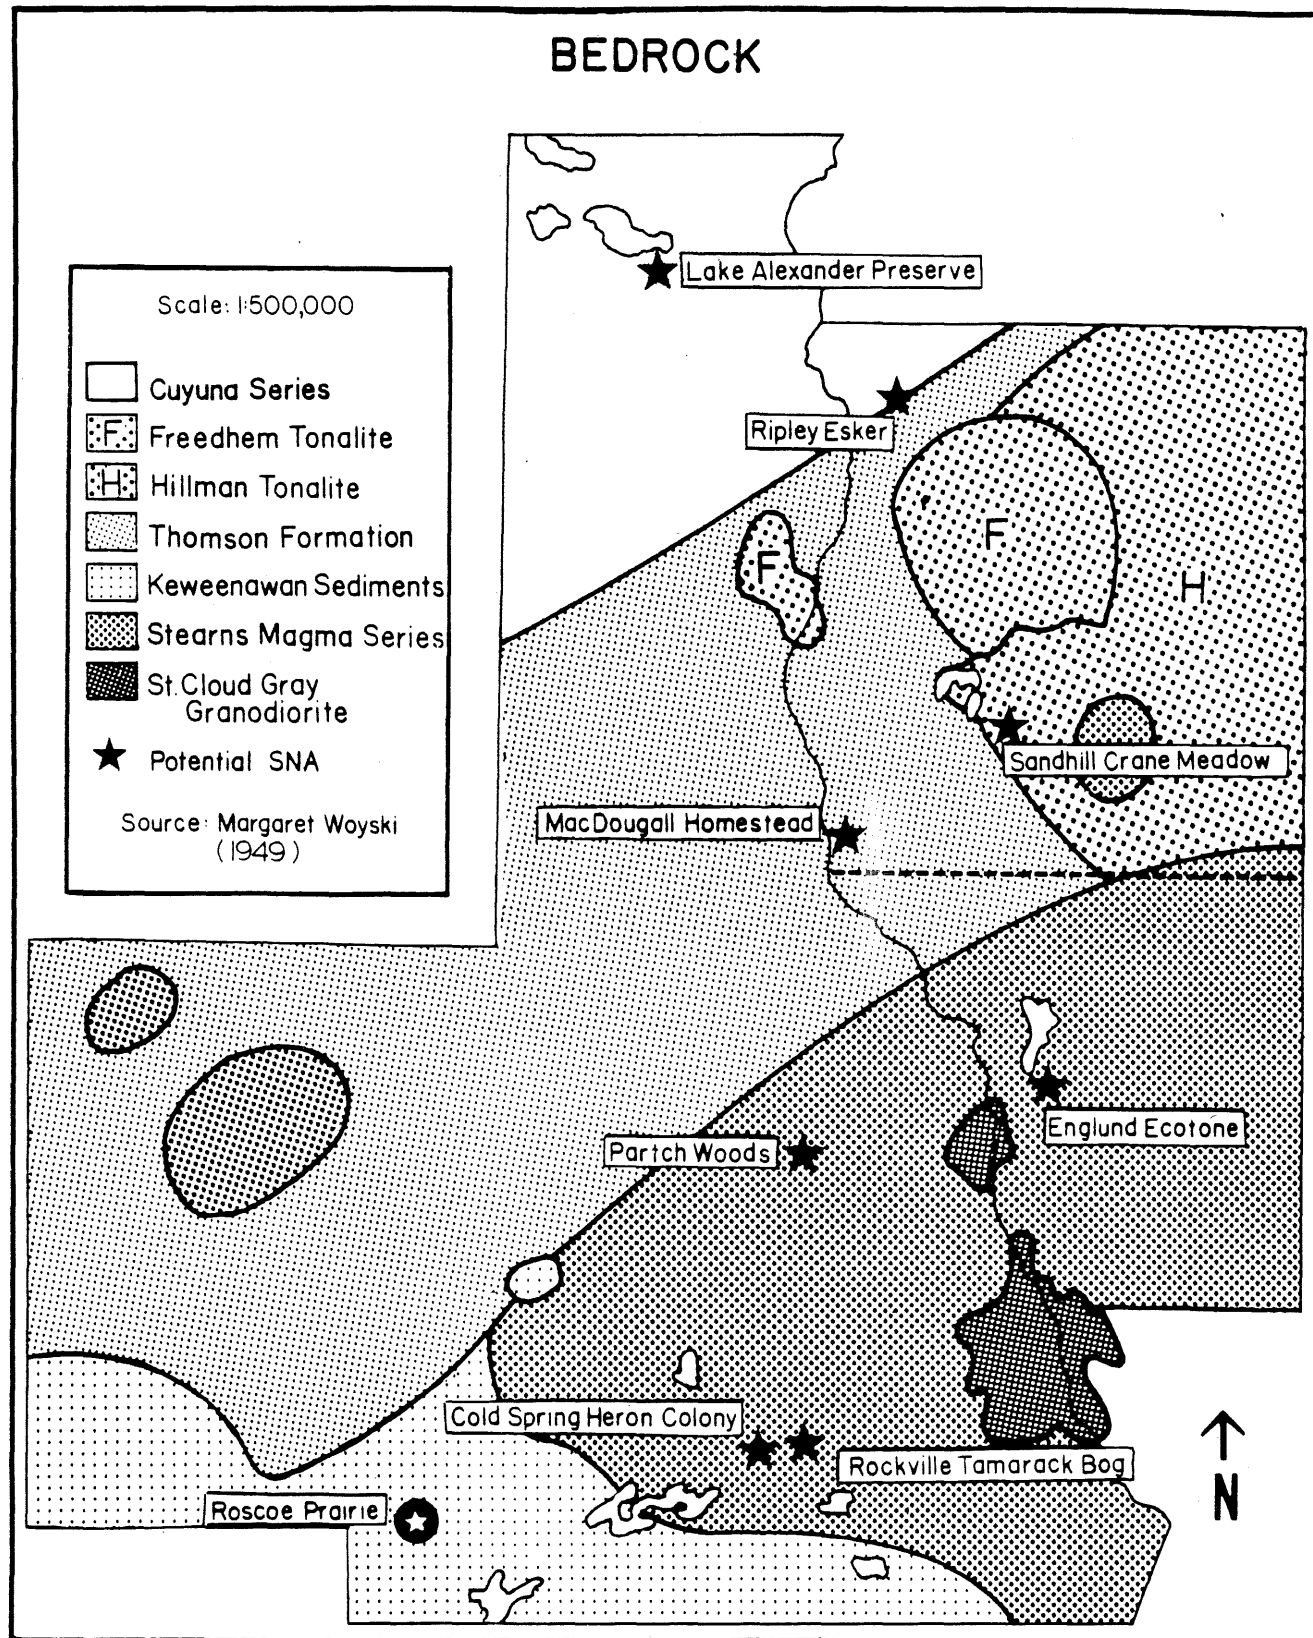 BEDROCK
Lake Alexander Preserve
Scale: 1:500,000
Cuyuna Series
F Freedhem Tonalite
H Hillman Tonalite
Thomson Formation
Keweenawan Sediments
Stearns Magma Series
St. Cloud Gray
Granodiorite
Potential SNA
Source: Margaret Woyski
(1949)
Ripley Esker
F
F
H
Sandhill Crane Meadow
MacDougall Homestead
Englund Ecotone
Partch Woods
Cold Spring Heron Colony
Rockville Tamarack Bog
Roscoe Prairie
N